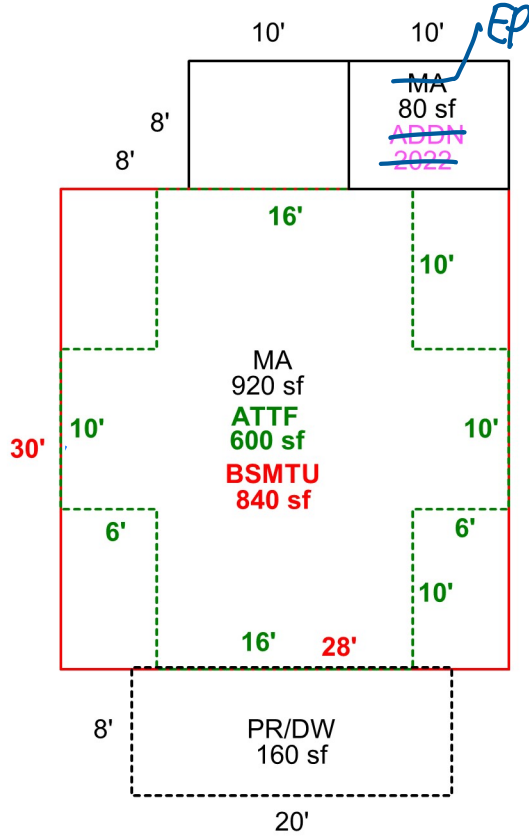 10'
10'
EP
MA
80 sf
ADDN
2022
8'
8'
16'
10'
MA
920 sf
ATTF
600 sf
BSMTU
840 sf
10'
10'
30'
6'
6'
10'
16'
28'
8'
PR/DW
160 sf
20'